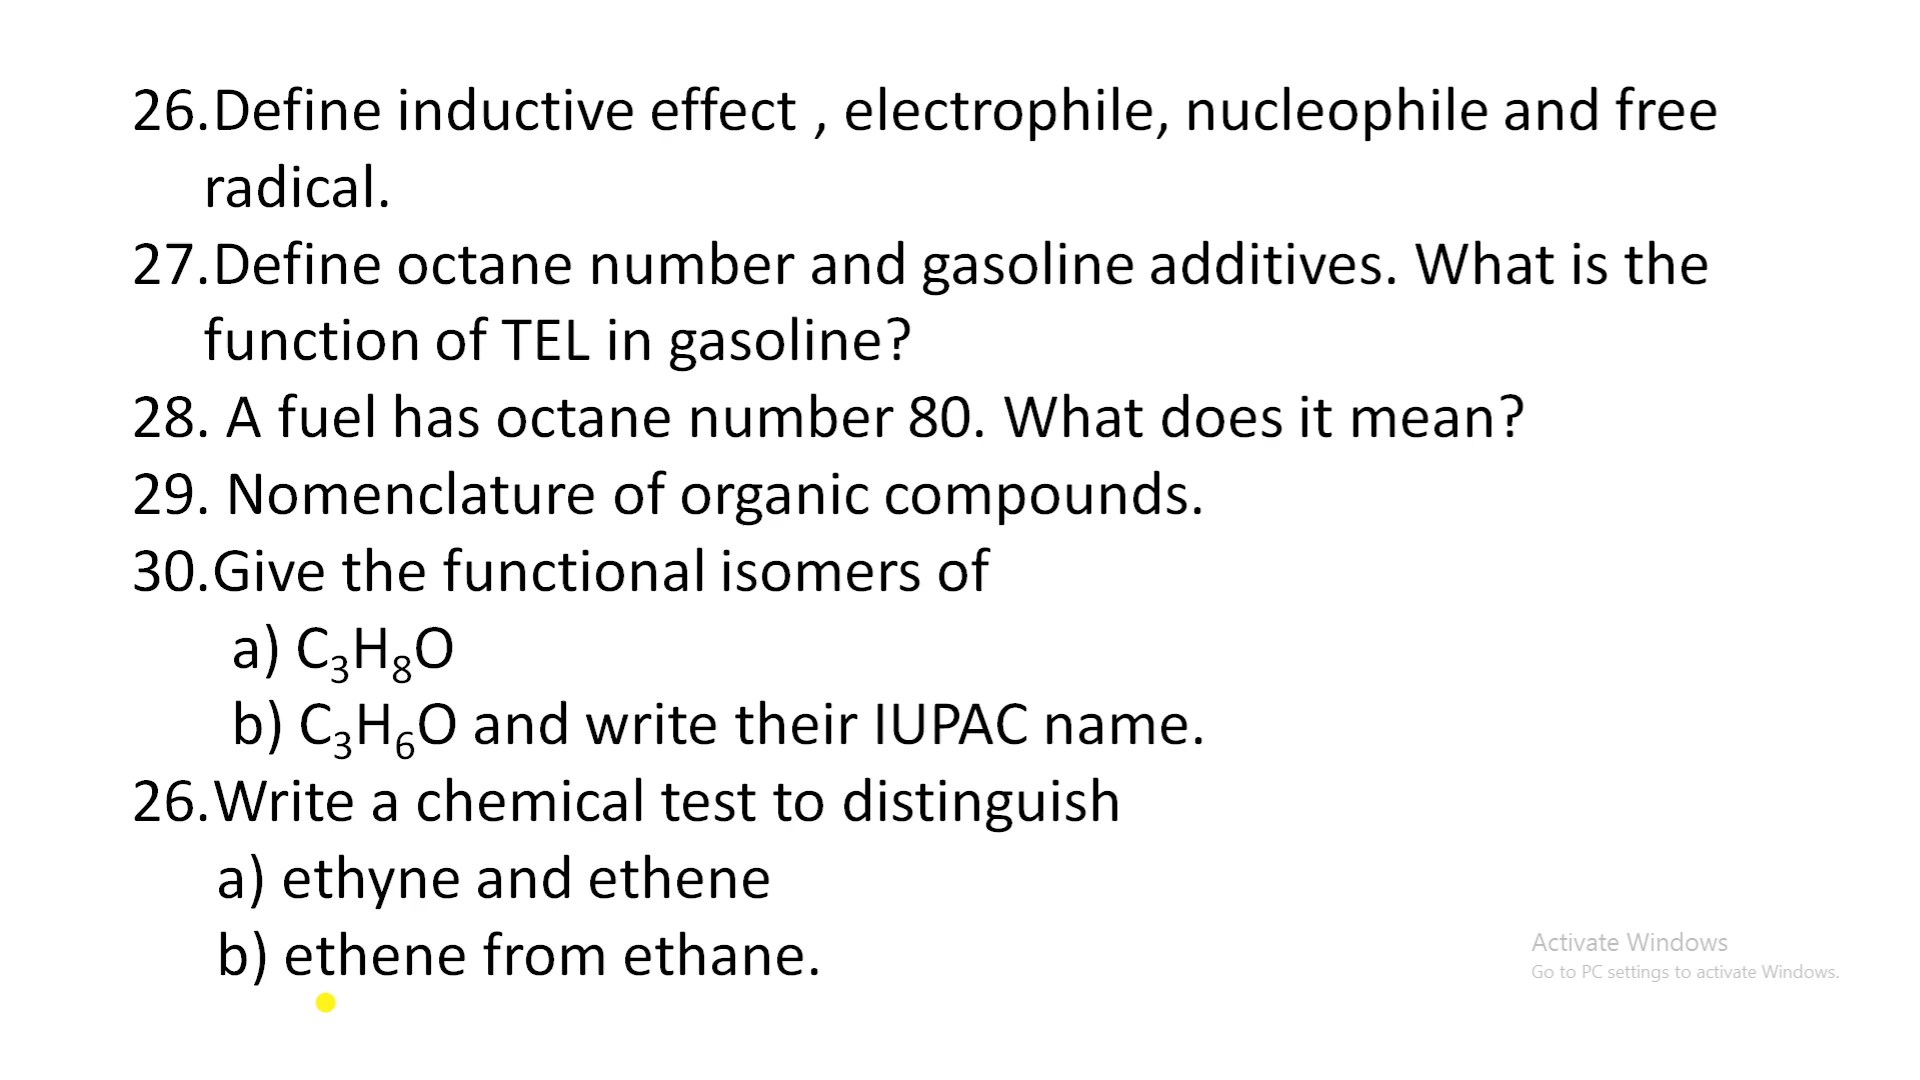 26.Define inductive effect , electrophile, nucleophile and free
radical.
27.Define octane number and gasoline additives. What is the
function of TEL in gasoline?
28. A fuel has octane number 80. What does it mean?
29. Nomenclature of organic compounds.
30.Give the functional isomers of
a) C₃H₈O
b) C₃H₆O and write their IUPAC name.
26.Write a chemical test to distinguish
a) ethyne and ethene
b) ethene from ethane.
Activate Windows
Go to PC settings to activate Windows.